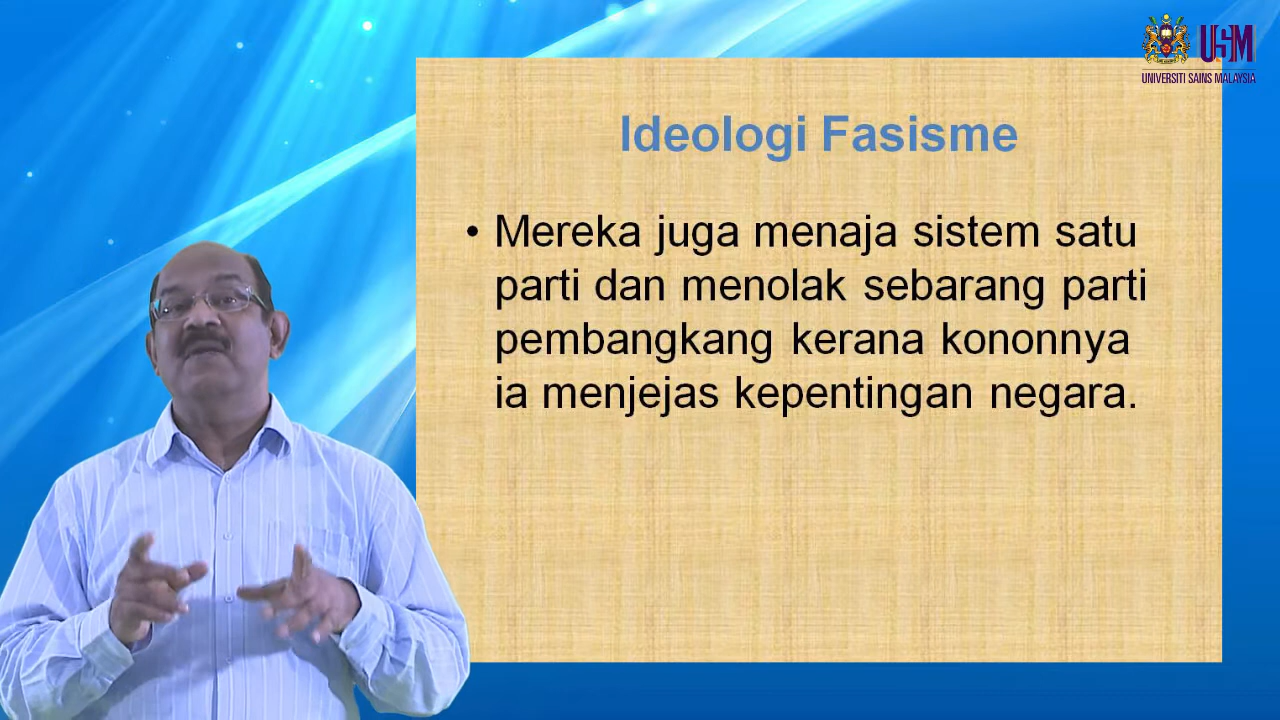 USM
UNIVERSITI SAINS MALAYSIA
Ideologi Fasisme
• Mereka juga menaja sistem satu
parti dan menolak sebarang parti
pembangkang kerana kononnya
ia menjejas kepentingan negara.